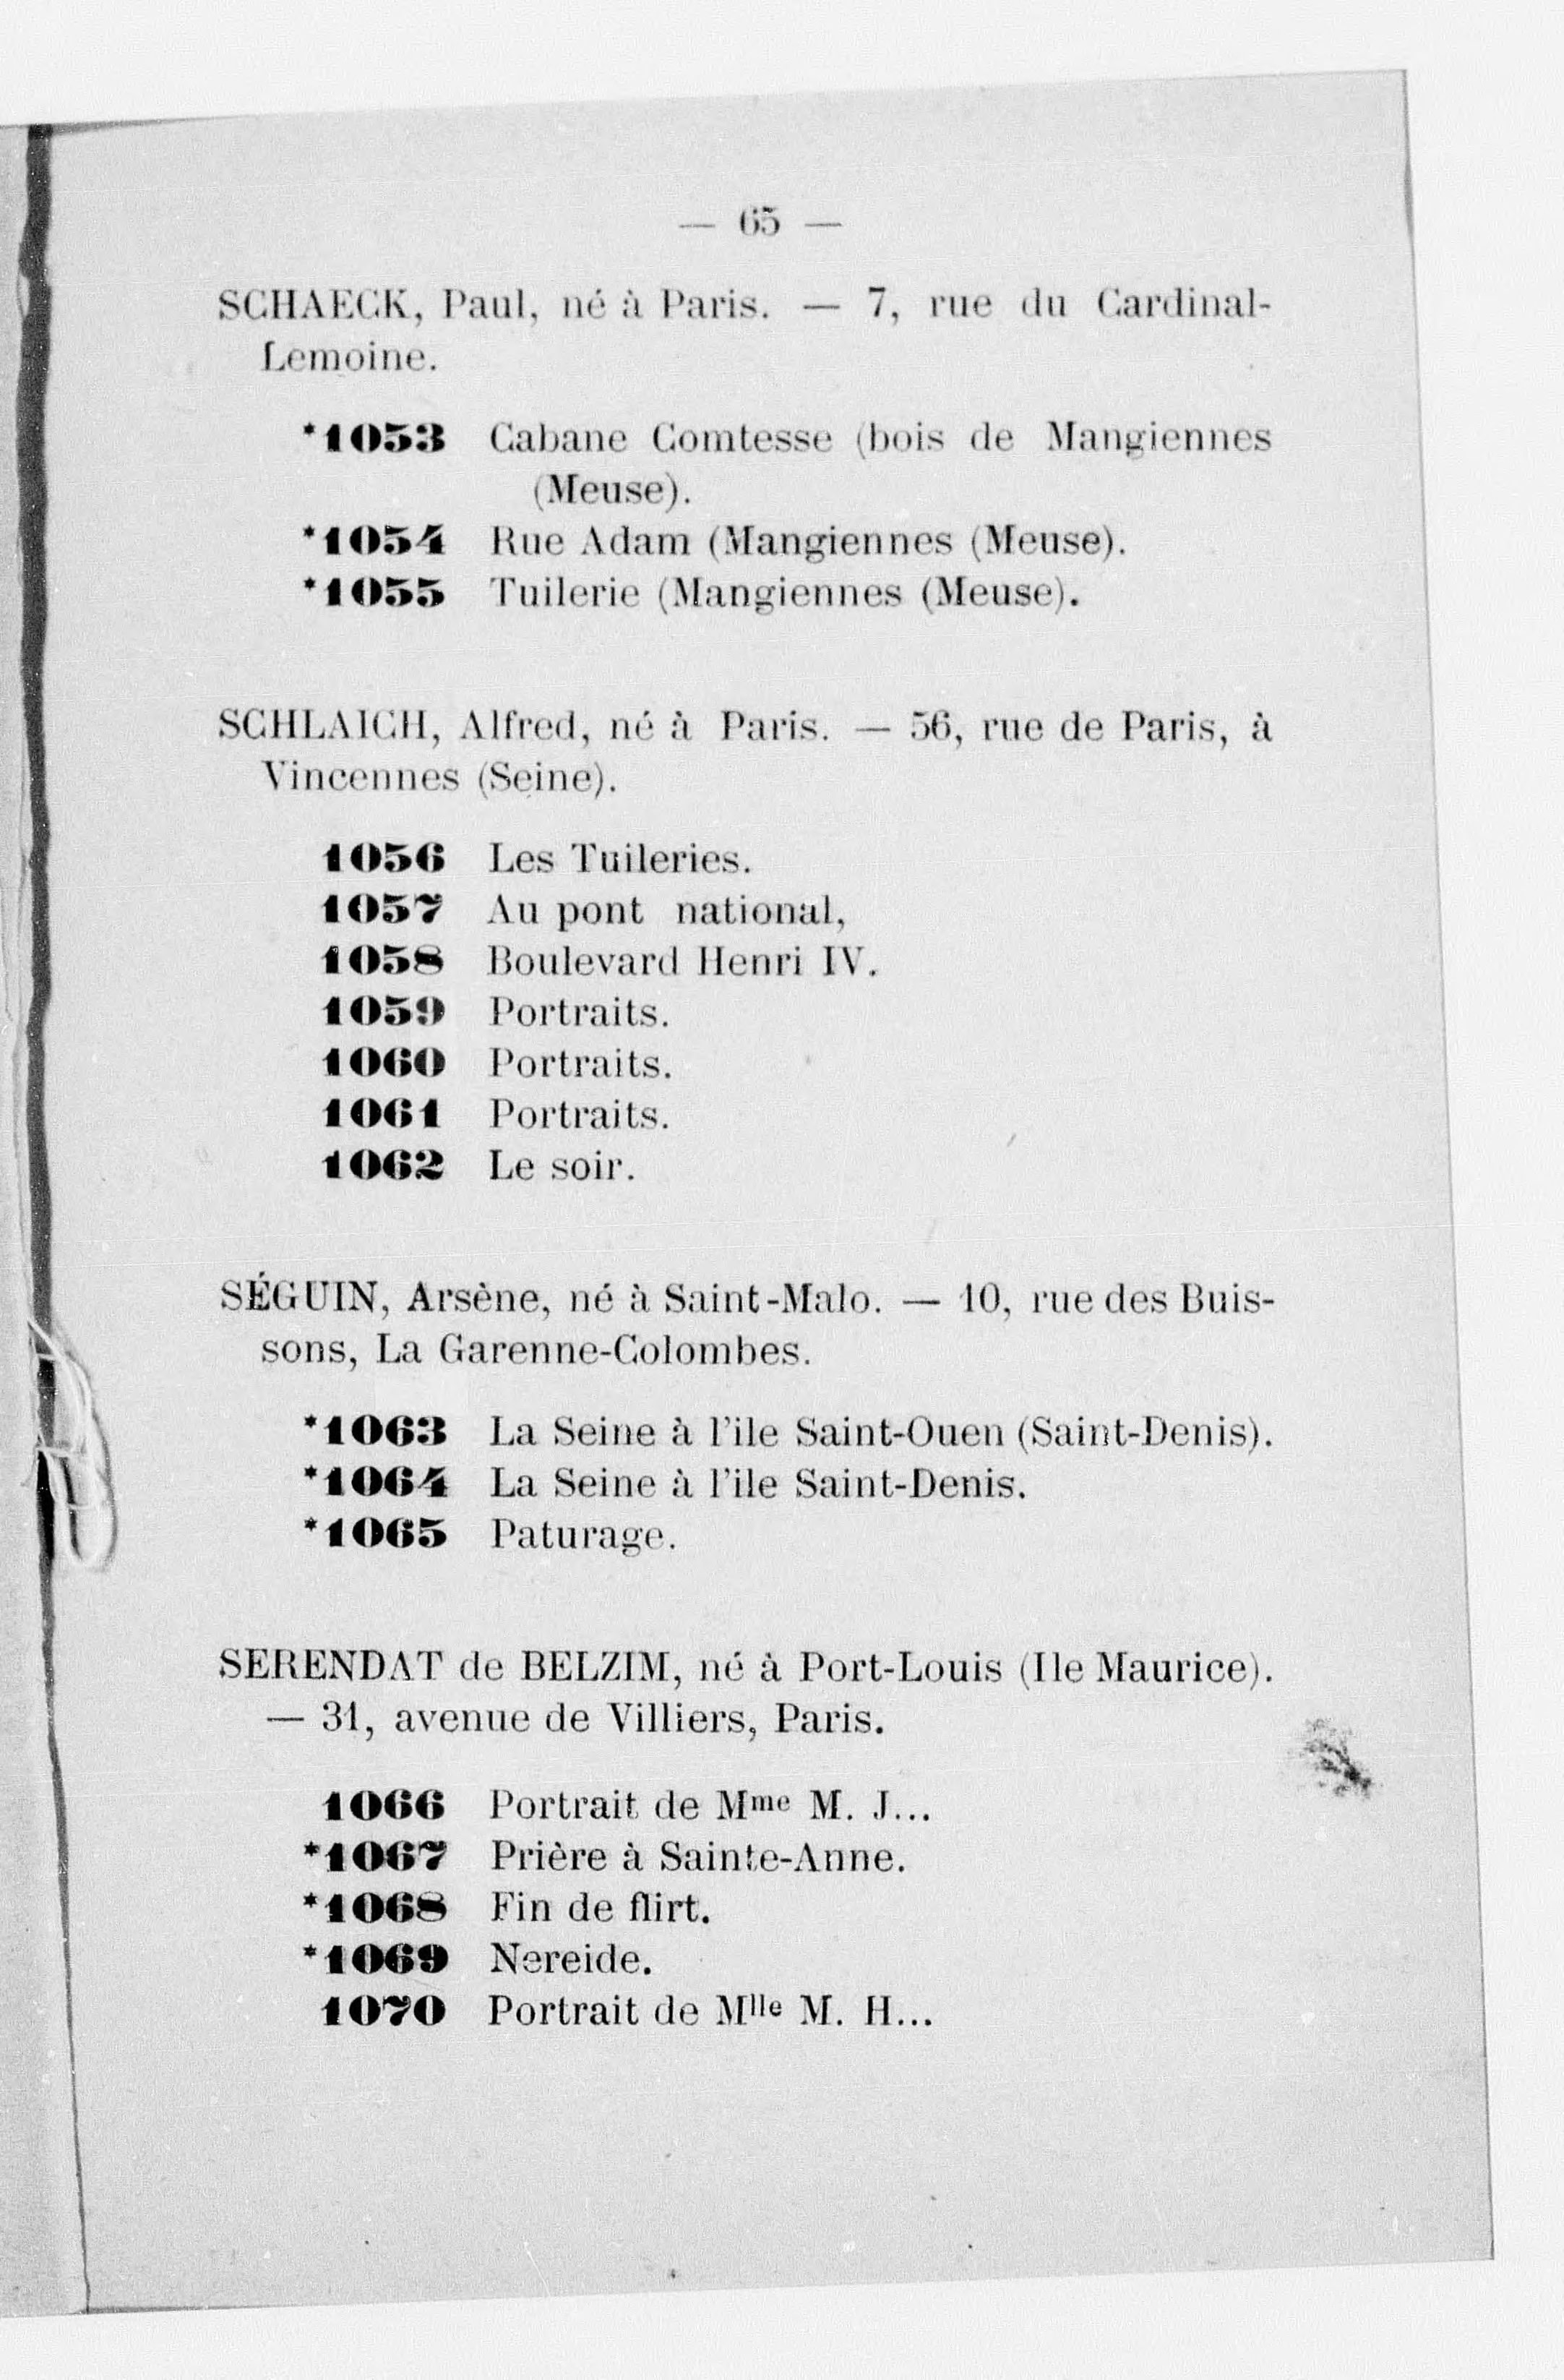 — 65 —
SCHAECK, Paul, né à Paris. — 7, rue du Cardinal-
Lemoine.
*1053 Cabane Comtesse (bois de Mangiennes
(Meuse).
*1054 Rue Adam (Mangiennes (Meuse).
*1055 Tuilerie (Mangiennes (Meuse).
SCHLAICH, Alfred, né à Paris. — 56, rue de Paris, à
Vincennes (Seine).
1056 Les Tuileries.
1057 Au pont national,
1058 Boulevard Henri IV.
1059 Portraits.
1060 Portraits.
1061 Portraits.
1062 Le soir.
SÉGUIN, Arsène, né à Saint-Malo. — 10, rue des Buis-
sons, La Garenne-Colombes.
*1063 La Seine à l'ile Saint-Ouen (Saint-Denis).
*1064 La Seine à l'ile Saint-Denis.
*1065 Paturage.
SERENDAT de BELZIM, né à Port-Louis (Ile Maurice).
— 31, avenue de Villiers, Paris.
1066 Portrait de Mme M. J...
*1067 Prière à Sainte-Anne.
*1068 Fin de flirt.
*1069 Nereide.
1070 Portrait de Mlle M. H...